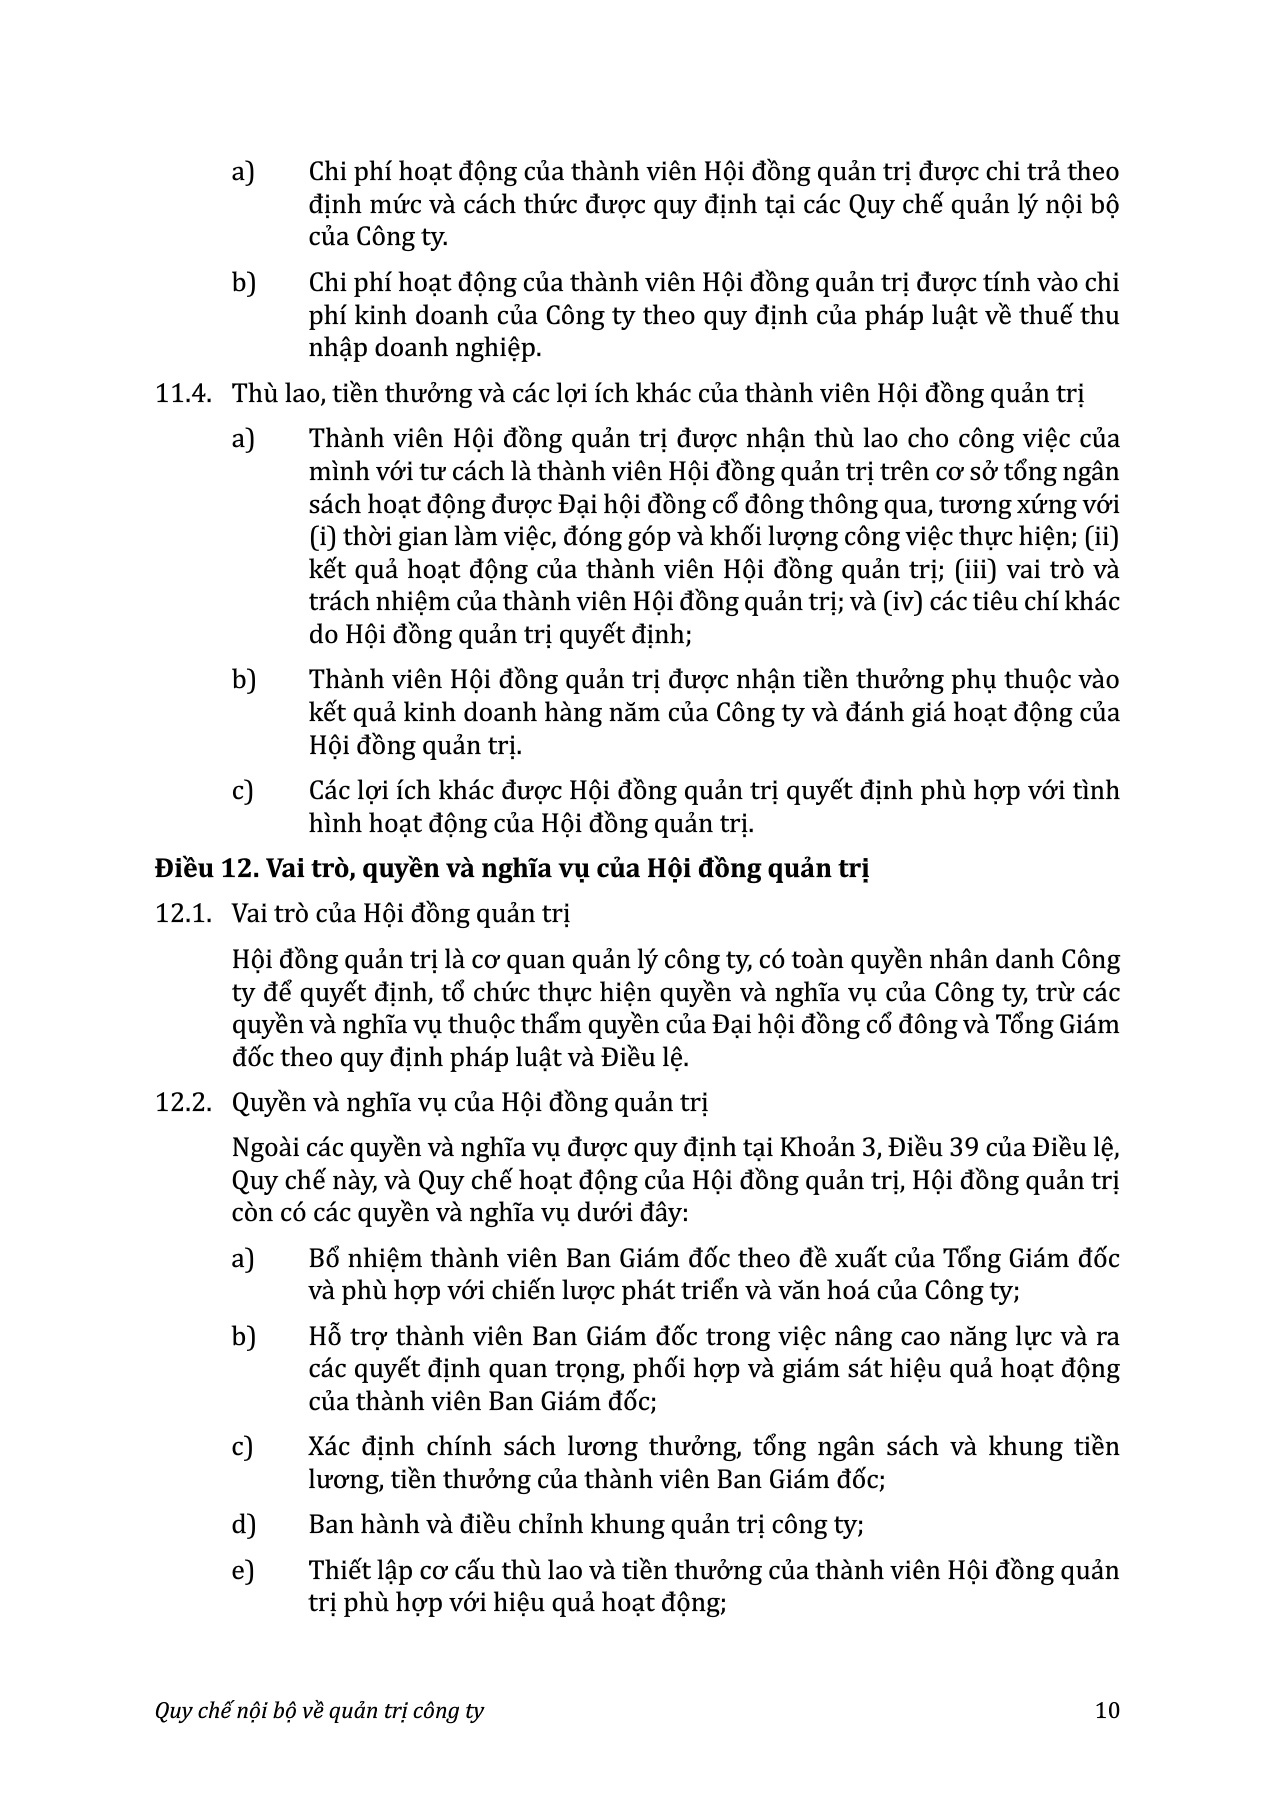 a) Chi phí hoạt động của thành viên Hội đồng quản trị được chi trả theo
định mức và cách thức được quy định tại các Quy chế quản lý nội bộ
của Công ty.
b) Chi phí hoạt động của thành viên Hội đồng quản trị được tính vào chi
phí kinh doanh của Công ty theo quy định của pháp luật về thuế thu
nhập doanh nghiệp.
11.4. Thù lao, tiền thưởng và các lợi ích khác của thành viên Hội đồng quản trị
a) Thành viên Hội đồng quản trị được nhận thù lao cho công việc của
mình với tư cách là thành viên Hội đồng quản trị trên cơ sở tổng ngân
sách hoạt động được Đại hội đồng cổ đông thông qua, tương xứng với
(i) thời gian làm việc, đóng góp và khối lượng công việc thực hiện; (ii)
kết quả hoạt động của thành viên Hội đồng quản trị; (iii) vai trò và
trách nhiệm của thành viên Hội đồng quản trị; và (iv) các tiêu chí khác
do Hội đồng quản trị quyết định;
b) Thành viên Hội đồng quản trị được nhận tiền thưởng phụ thuộc vào
kết quả kinh doanh hàng năm của Công ty và đánh giá hoạt động của
Hội đồng quản trị.
c) Các lợi ích khác được Hội đồng quản trị quyết định phù hợp với tình
hình hoạt động của Hội đồng quản trị.
Điều 12. Vai trò, quyền và nghĩa vụ của Hội đồng quản trị
12.1. Vai trò của Hội đồng quản trị
Hội đồng quản trị là cơ quan quản lý công ty, có toàn quyền nhân danh Công
ty để quyết định, tổ chức thực hiện quyền và nghĩa vụ của Công ty, trừ các
quyền và nghĩa vụ thuộc thẩm quyền của Đại hội đồng cổ đông và Tổng Giám
đốc theo quy định pháp luật và Điều lệ.
12.2. Quyền và nghĩa vụ của Hội đồng quản trị
Ngoài các quyền và nghĩa vụ được quy định tại Khoản 3, Điều 39 của Điều lệ,
Quy chế này, và Quy chế hoạt động của Hội đồng quản trị, Hội đồng quản trị
còn có các quyền và nghĩa vụ dưới đây:
a) Bổ nhiệm thành viên Ban Giám đốc theo đề xuất của Tổng Giám đốc
và phù hợp với chiến lược phát triển và văn hoá của Công ty;
b) Hỗ trợ thành viên Ban Giám đốc trong việc nâng cao năng lực và ra
các quyết định quan trọng, phối hợp và giám sát hiệu quả hoạt động
của thành viên Ban Giám đốc;
c) Xác định chính sách lương thưởng, tổng ngân sách và khung tiền
lương, tiền thưởng của thành viên Ban Giám đốc;
d) Ban hành và điều chỉnh khung quản trị công ty;
e) Thiết lập cơ cấu thù lao và tiền thưởng của thành viên Hội đồng quản
trị phù hợp với hiệu quả hoạt động;
Quy chế nội bộ về quản trị công ty 10